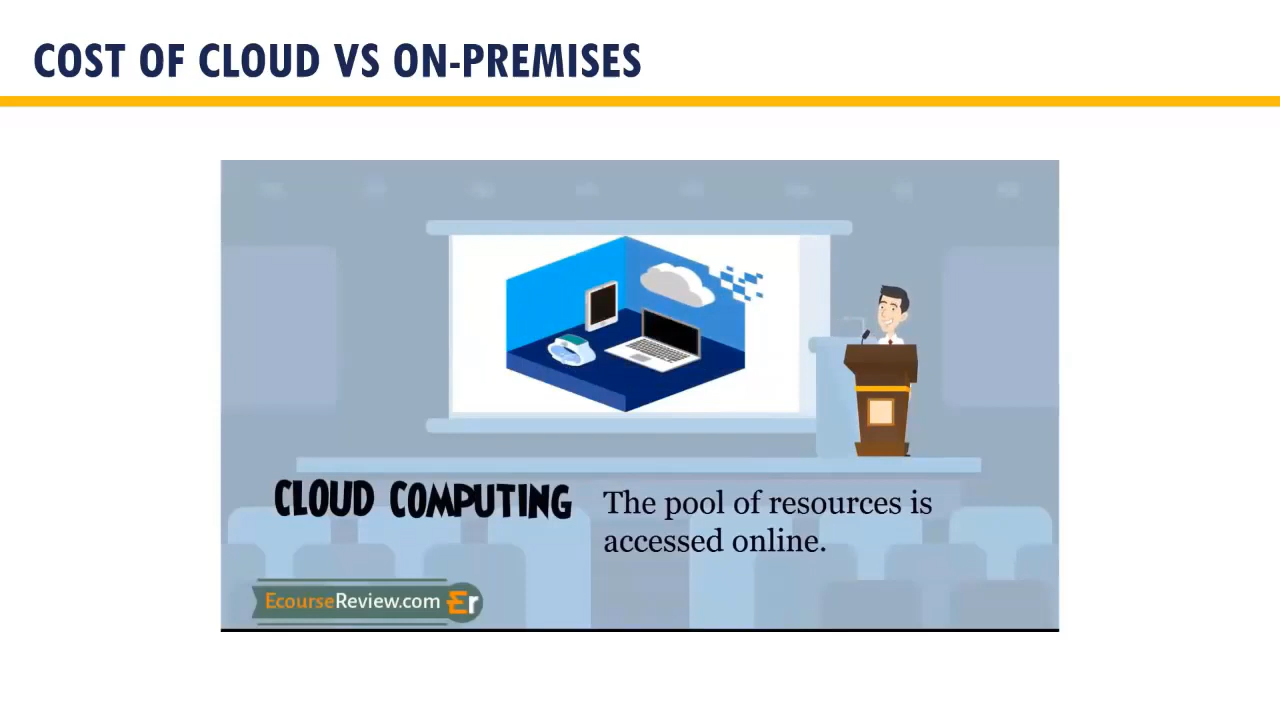 COST OF CLOUD VS ON-PREMISES
CLOUD COMPUTING
The pool of resources is
accessed online.
EcourseReview.com Er